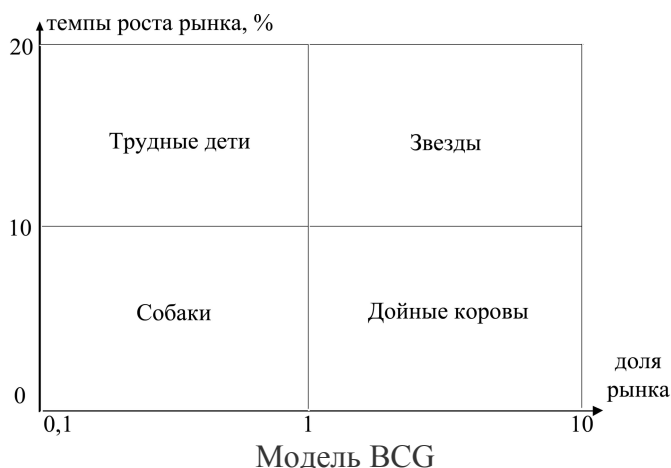 темпы роста рынка, %
20
Трудные дети
Звезды
10
Собаки
Дойные коровы
0
доля
рынка
0,1
1
10
Модель BCG